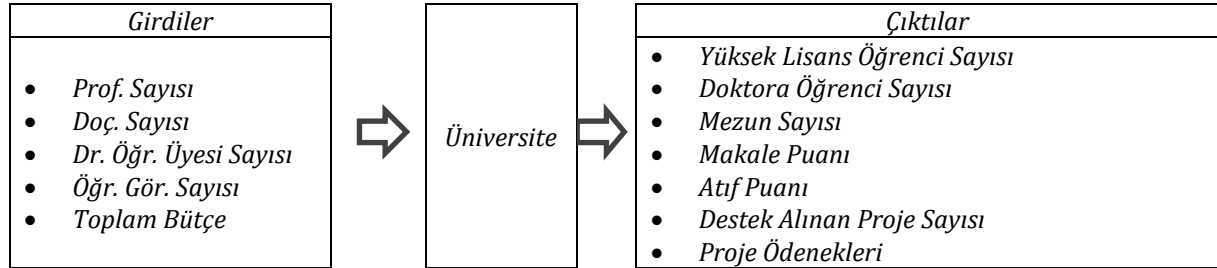 Girdiler
• Prof. Sayısı
• Doç. Sayısı
• Dr. Öğr. Üyesi Sayısı
• Öğr. Gör. Sayısı
• Toplam Bütçe
Üniversite
Çıktılar
• Yüksek Lisans Öğrenci Sayısı
• Doktora Öğrenci Sayısı
• Mezun Sayısı
• Makale Puanı
• Atıf Puanı
• Destek Alınan Proje Sayısı
• Proje Ödenekleri